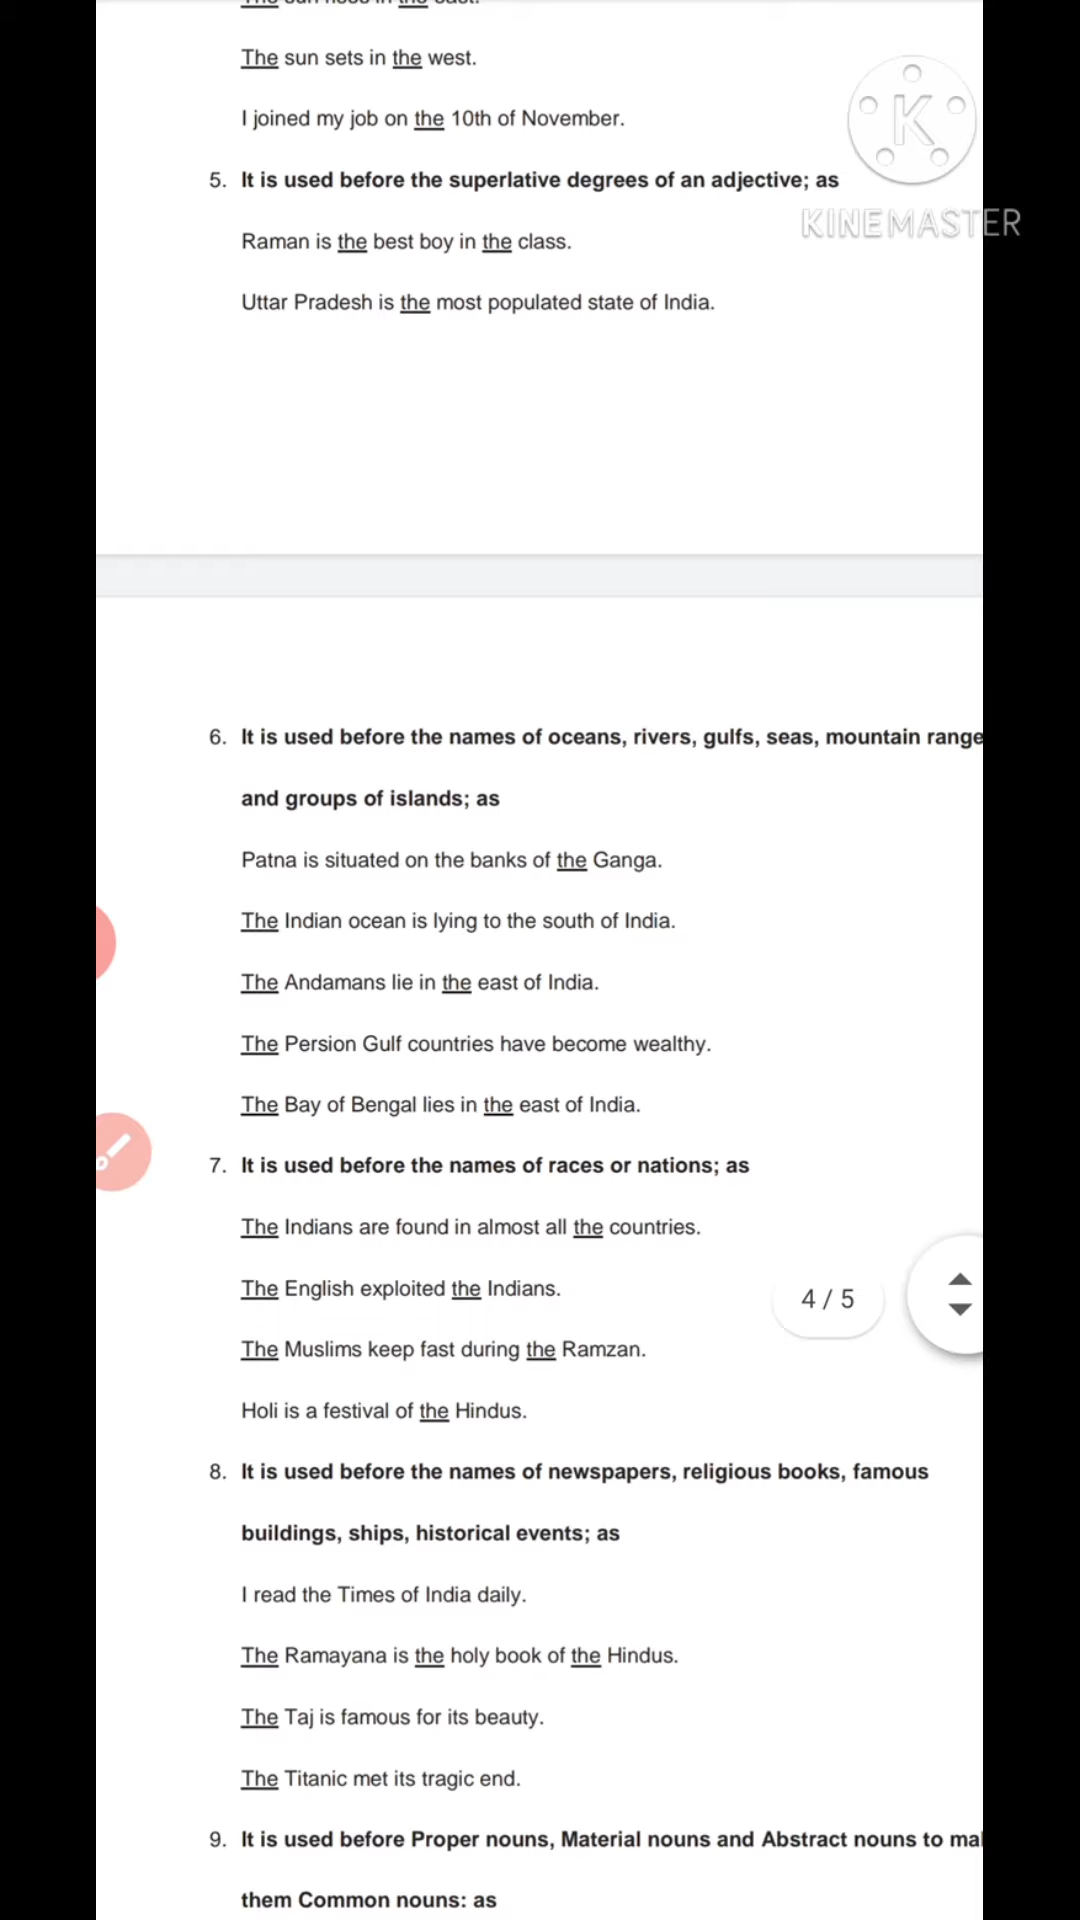 The sun sets in the west.
I joined my job on the 10th of November.
K
5. It is used before the superlative degrees of an adjective; as
KINEMASTER
Raman is the best boy in the class.
Uttar Pradesh is the most populated state of India.
6. It is used before the names of oceans, rivers, gulfs, seas, mountain range
and groups of islands; as
Patna is situated on the banks of the Ganga.
The Indian ocean is lying to the south of India.
The Andamans lie in the east of India.
The Persion Gulf countries have become wealthy.
The Bay of Bengal lies in the east of India.
7. It is used before the names of races or nations; as
The Indians are found in almost all the countries.
The English exploited the Indians.
4 / 5
The Muslims keep fast during the Ramzan.
Holi is a festival of the Hindus.
8. It is used before the names of newspapers, religious books, famous
buildings, ships, historical events; as
I read the Times of India daily.
The Ramayana is the holy book of the Hindus.
The Taj is famous for its beauty.
The Titanic met its tragic end.
9. It is used before Proper nouns, Material nouns and Abstract nouns to
them Common nouns: as